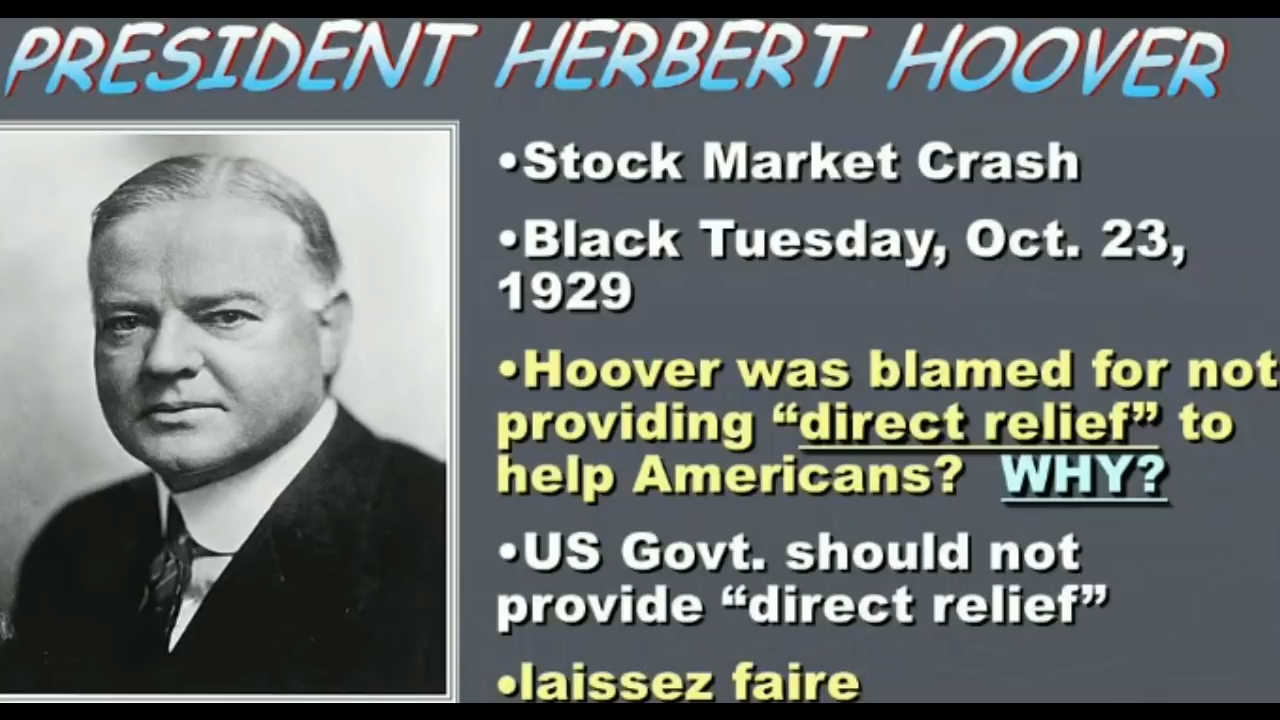 PRESIDENT HERBERT HOOVER
•Stock Market Crash
•Black Tuesday, Oct. 23,
1929
•Hoover was blamed for not
providing “direct relief” to
help Americans? WHY?
•US Govt. should not
provide “direct relief”
•laissez faire